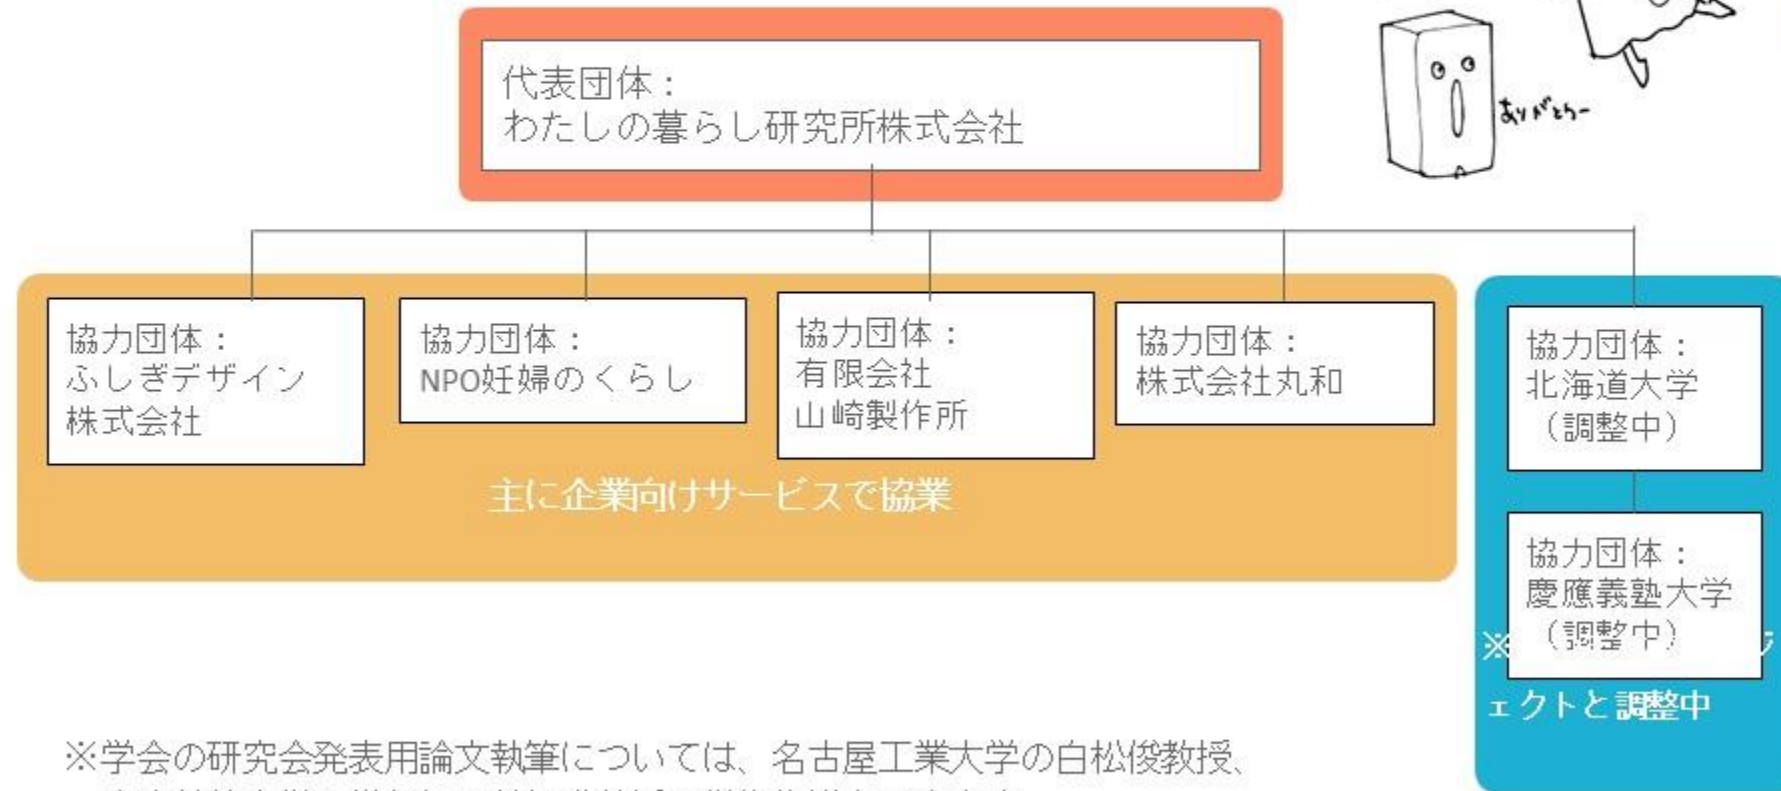 代表団体：
わたしの暮らし研究所株式会社
ありがとう-
協力団体：
ふしぎデザイン
株式会社
協力団体：
NPO妊婦のくらし
協力団体：
有限会社
山崎製作所
協力団体：
株式会社丸和
主に企業向けサービスで協業
協力団体：
北海道大学
（調整中）
協力団体：
慶應義塾大学
（調整中）
※
ジ
ェクトと調整中
※学会の研究会発表用論文執筆については、名古屋工業大学の白松俊教授、